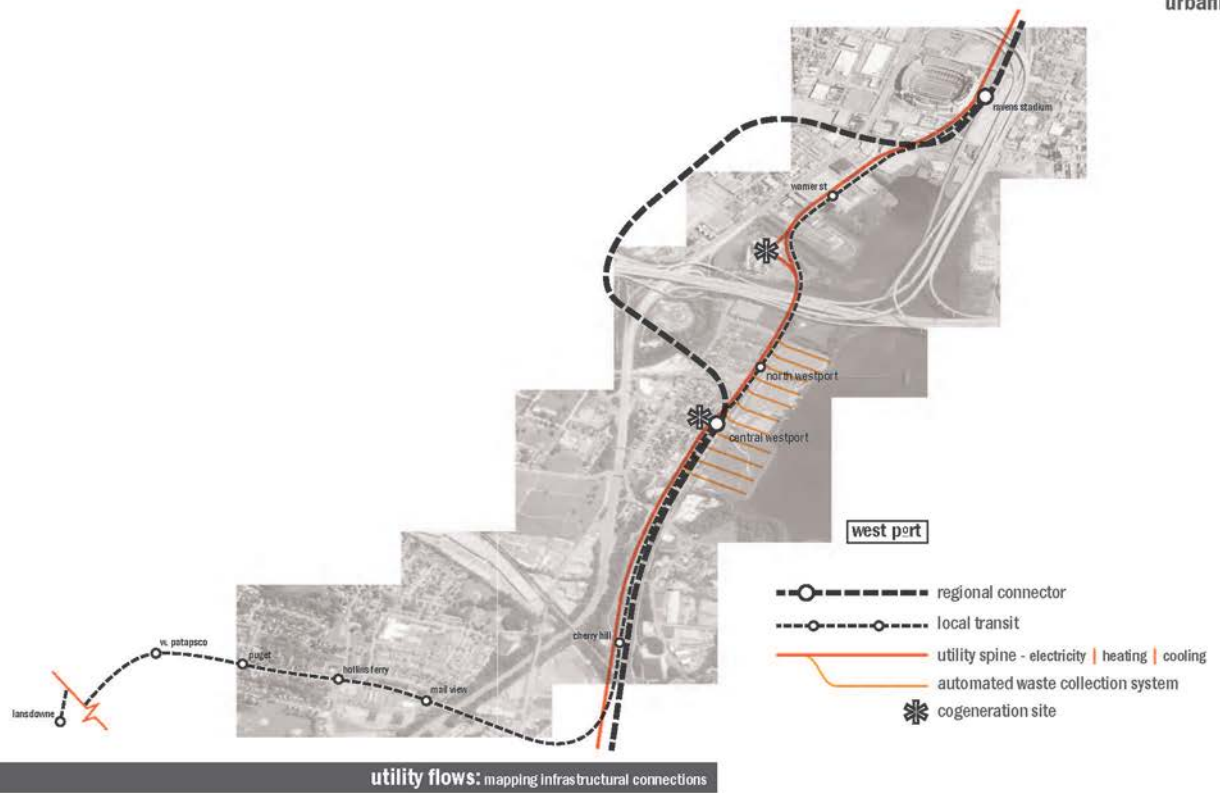 ravens stadium
warner st
north westport
central westport
west port
regional connector
local transit
utility spine - electricity | heating | cooling
automated waste collection system
cogeneration site
cherry hill
w. patapsco
puget
hollins ferry
mail view
lansdowne
utility flows: mapping infrastructural connections